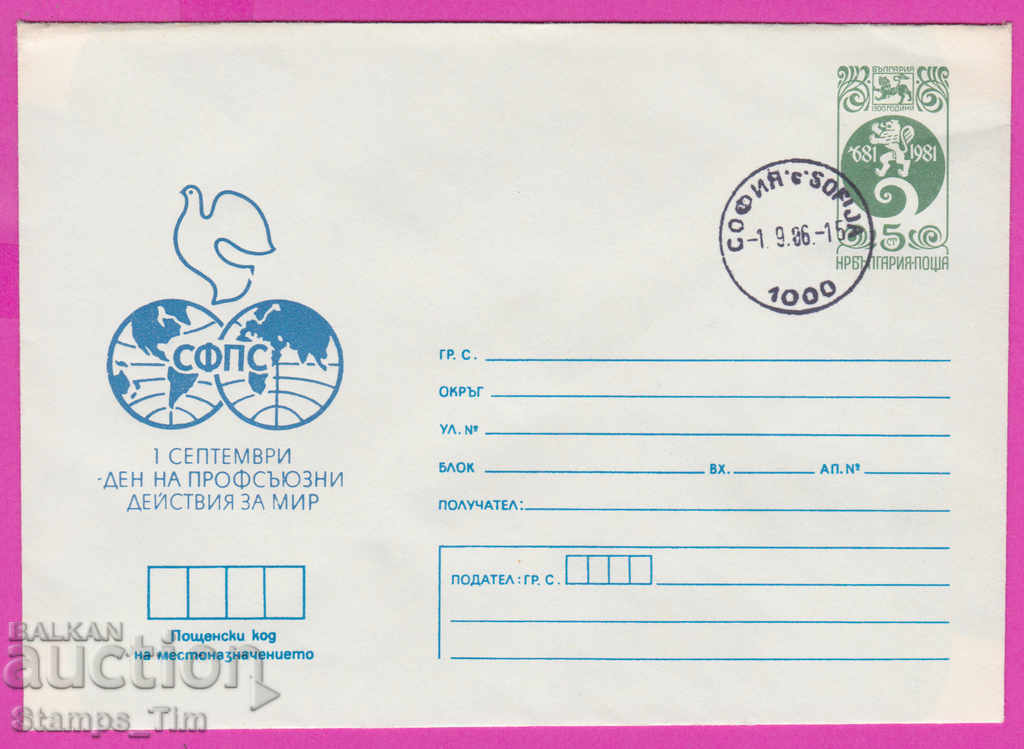 БЪЛГАРИЯ
1300 ГОДИНИ
681 1981
5 СТ
НР БЪЛГАРИЯ·ПОЩА
СОФИЯ·с·SOFIJA
-1. 9.86.-15
1000
СФПС
1 СЕПТЕМВРИ
-ДЕН НА ПРОФСЪЮЗНИ
ДЕЙСТВИЯ ЗА МИР
ГР. С.
ОКРЪГ
УЛ. №
БЛОК ВХ. АП. №
ПОЛУЧАТЕЛ:
ПОДАТЕЛ: ГР. С.
Пощенски код
на местоназначението
BALKAN
auction
Stamps_Tim